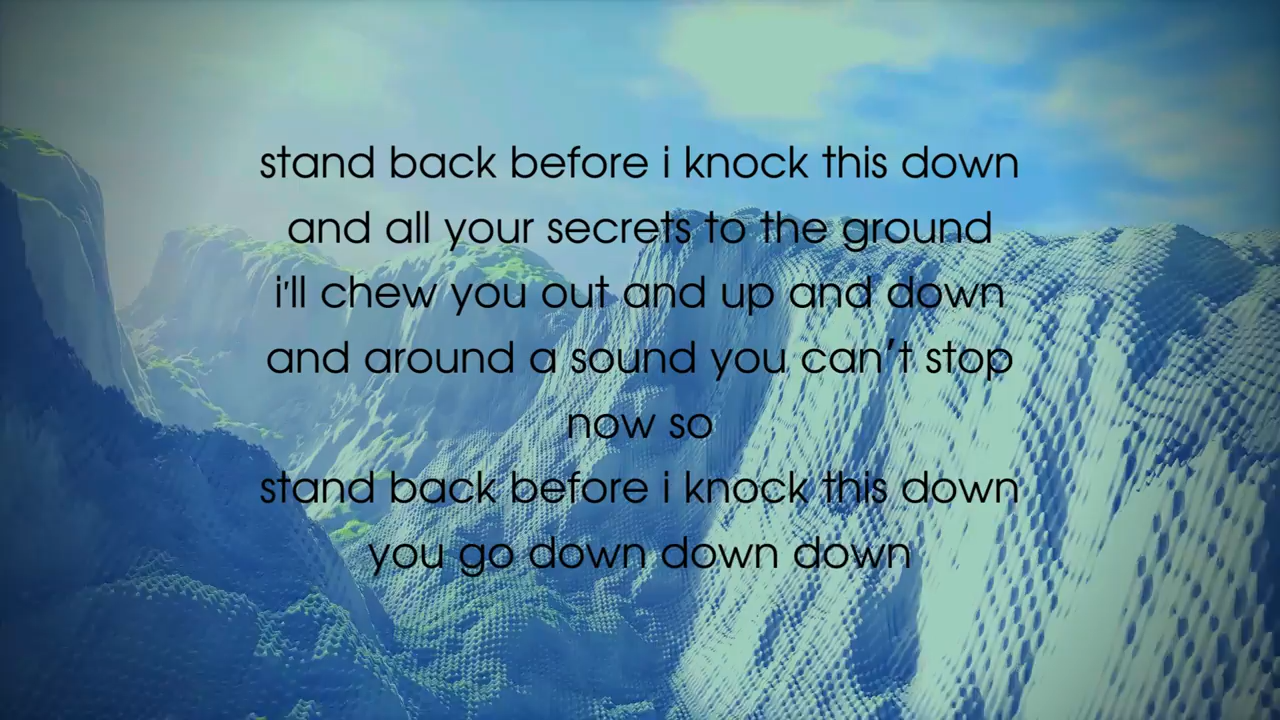 stand back before i knock this down
and all your secrets to the ground
i'll chew you out and up and down
and around a sound you can't stop
now so
stand back before i knock this down
you go down down down